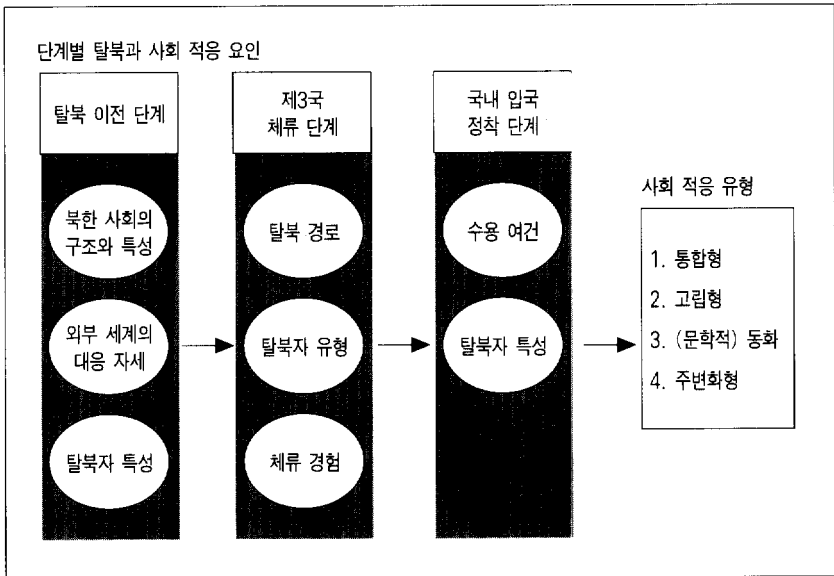 단계별 탈북과 사회 적응 요인
탈북 이전 단계
북한 사회의
구조와 특성
외부 세계의
대응 자세
탈북자 특성
제3국
체류 단계
탈북 경로
탈북자 유형
체류 경험
국내 입국
정착 단계
수용 여건
탈북자 특성
사회 적응 유형
1. 통합형
2. 고립형
3. (문학적) 동화
4. 주변화형